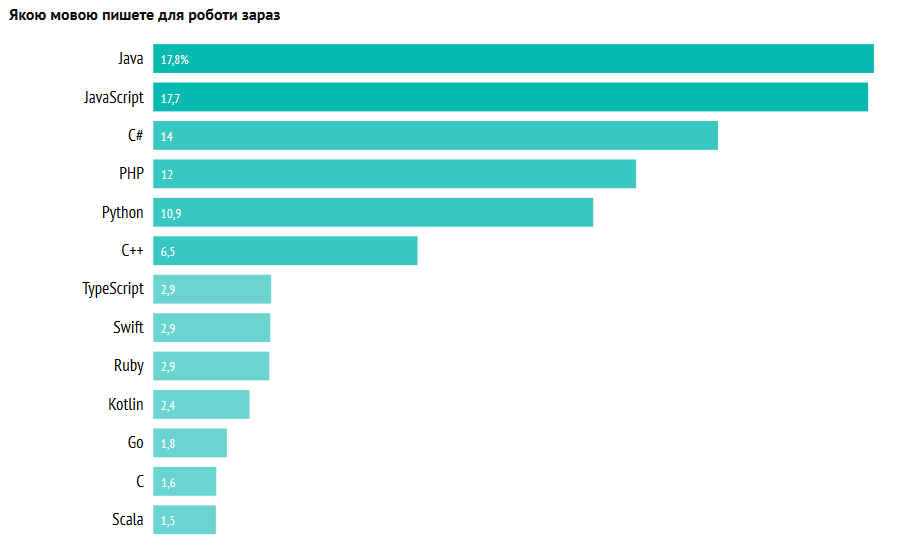 Якою мовою пишете для роботи зараз
Java 17,8%
JavaScript 17,7
C# 14
PHP 12
Python 10,9
C++ 6,5
TypeScript 2,9
Swift 2,9
Ruby 2,9
Kotlin 2,4
Go 1,8
C 1,6
Scala 1,5